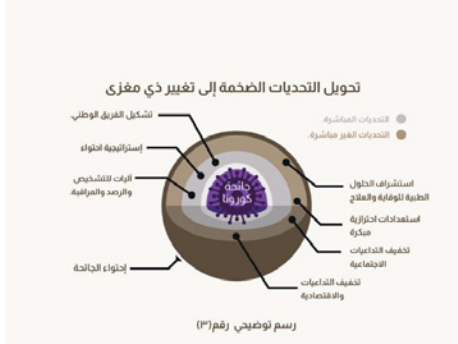 تحويل التحديات الضخمة إلى تغيير ذي مغزى
التحديات المباشرة.
التحديات الغير مباشرة.
تشكيل الفريق الوطني.
إستراتيجية احتواء
آليات للتشخيص
والرصد والمراقبة.
إحتواء الجائحة
جائحة
كورونا
استشراف الحلول
الطبية للوقاية والعلاج
استعدادات احترازية
مبكرة
تخفيف التداعيات
الاجتماعية
تخفيف التداعيات
والاقتصادية
رسم توضيحي رقم(٣)